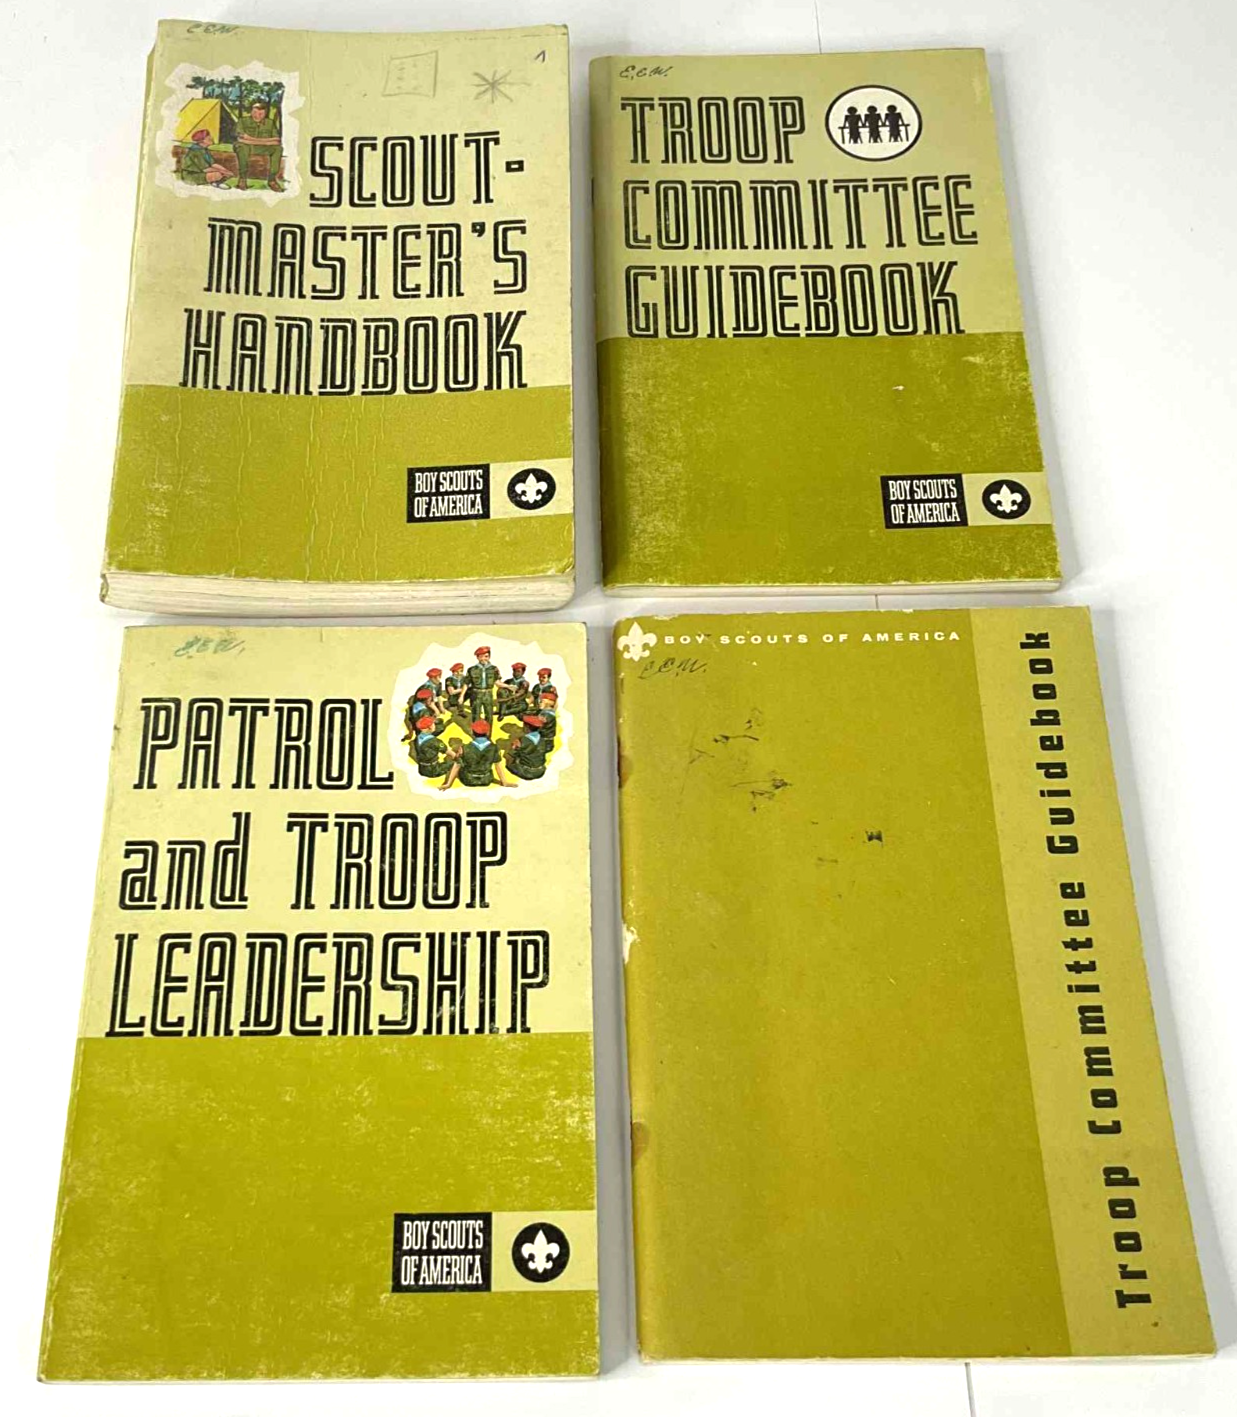 E.E.W.
1
SCOUT-
MASTER'S
HANDBOOK
BOY SCOUTS
OF AMERICA
E.E.W.
TROOP
COMMITTEE
GUIDEBOOK
BOY SCOUTS
OF AMERICA
E.E.W.
PATROL
and TROOP
LEADERSHIP
BOY SCOUTS
OF AMERICA
BOY SCOUTS OF AMERICA
E.E.W.
Troop Committee Guidebook